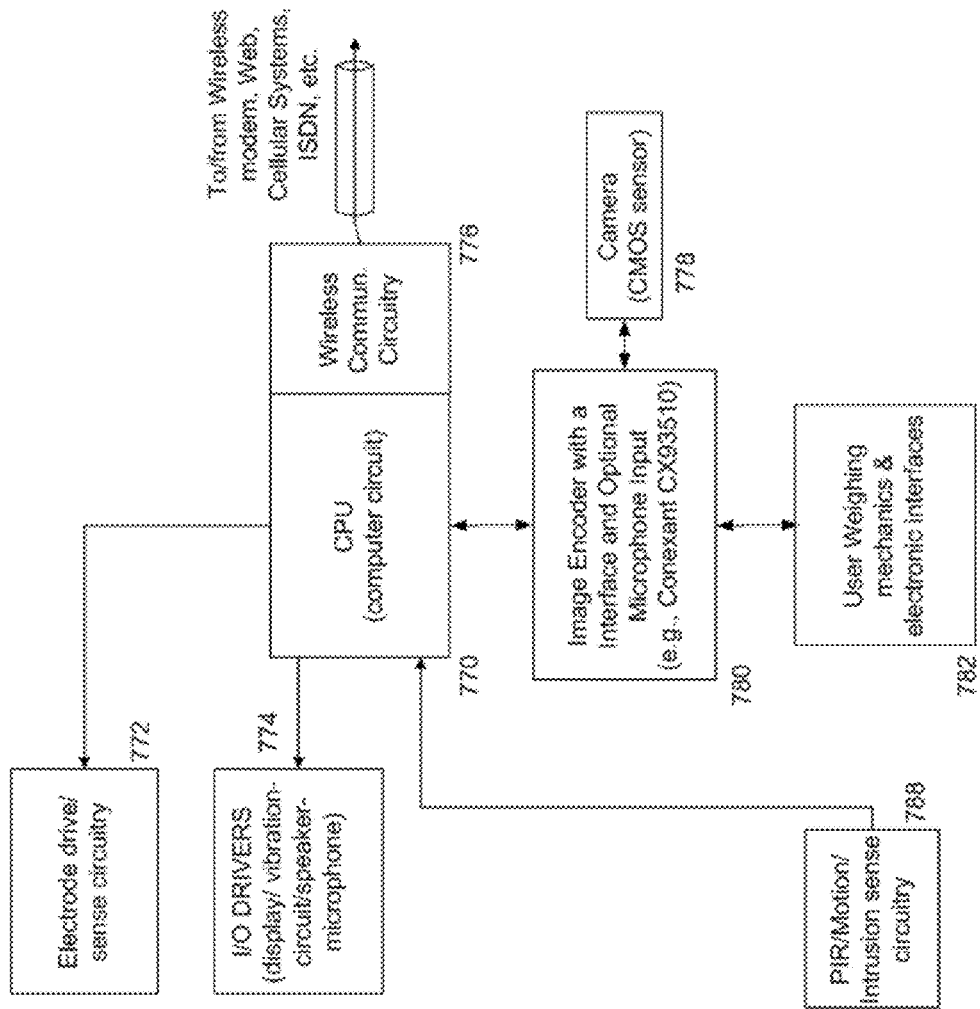 Electrode drive/
sense circuitry
772
I/O DRIVERS
(display/ vibration-
circuit/speaker-
microphone)
774
CPU
(computer circuit)
770
Wireless
Commun.
Circuitry
776
To/from Wireless
modem, Web,
Cellular Systems,
ISDN, etc.
Image Encoder with a
Interface and Optional
Microphone Input
(e.g., Conexant CX93510)
780
Camera
(CMOS sensor)
778
User Weighing
mechanics &
electronic interfaces
782
PIR/Motion/
Intrusion sense
circuitry
788